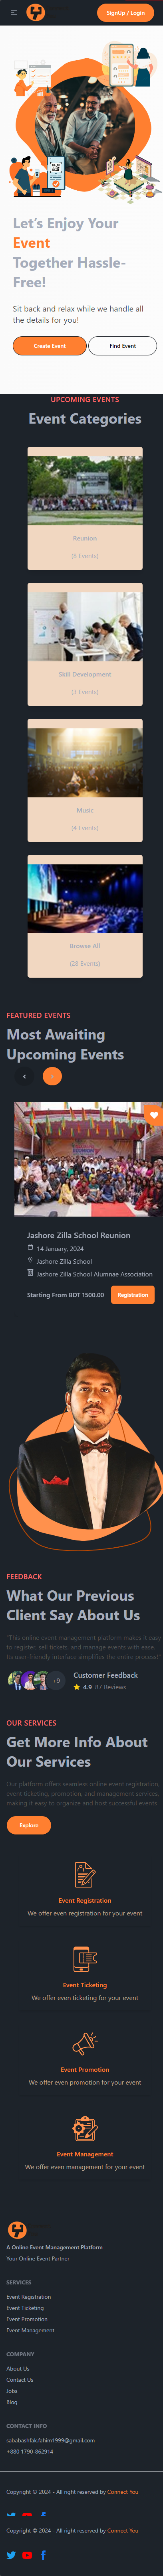 SignUp / Login
Let's Enjoy Your
Event
Together Hassle-
Free!
Sit back and relax while we handle all
the details for you!
Create Event
Find Event
UPCOMING EVENTS
Event Categories
Reunion
(8 Events)
Skill Development
(3 Events)
Music
(4 Events)
Browse All
(28 Events)
FEATURED EVENTS
Most Awaiting
Upcoming Events
Jashore Zilla School Reunion
14 January, 2024
Jashore Zilla School
Jashore Zilla School Alumnae Association
Starting From BDT 1500.00
Registration
FEEDBACK
What Our Previous
Client Say About Us
"This online event management platform makes it easy
to register, sell tickets, and manage events with ease.
Its user-friendly interface simplifies the entire process"
+9
Customer Feedback
4.9 87 Reviews
OUR SERVICES
Get More Info About
Our Services
Our platform offers seamless online event registration,
event ticketing, promotion, and management services,
making it easy to organize and host successful events
Explore
Event Registration
We offer even registration for your event
Event Ticketing
We offer even ticketing for your event
Event Promotion
We offer even promotion for your event
Event Management
We offer even management for your event
A Online Event Management Platform
Your Online Event Partner
SERVICES
Event Registration
Event Ticketing
Event Promotion
Event Management
COMPANY
About Us
Contact Us
Jobs
Blog
CONTACT INFO
sababashfak.fahim1999@gmail.com
+880 1790-862914
Copyright © 2024 - All right reserved by Connect You
Copyright © 2024 - All right reserved by Connect You